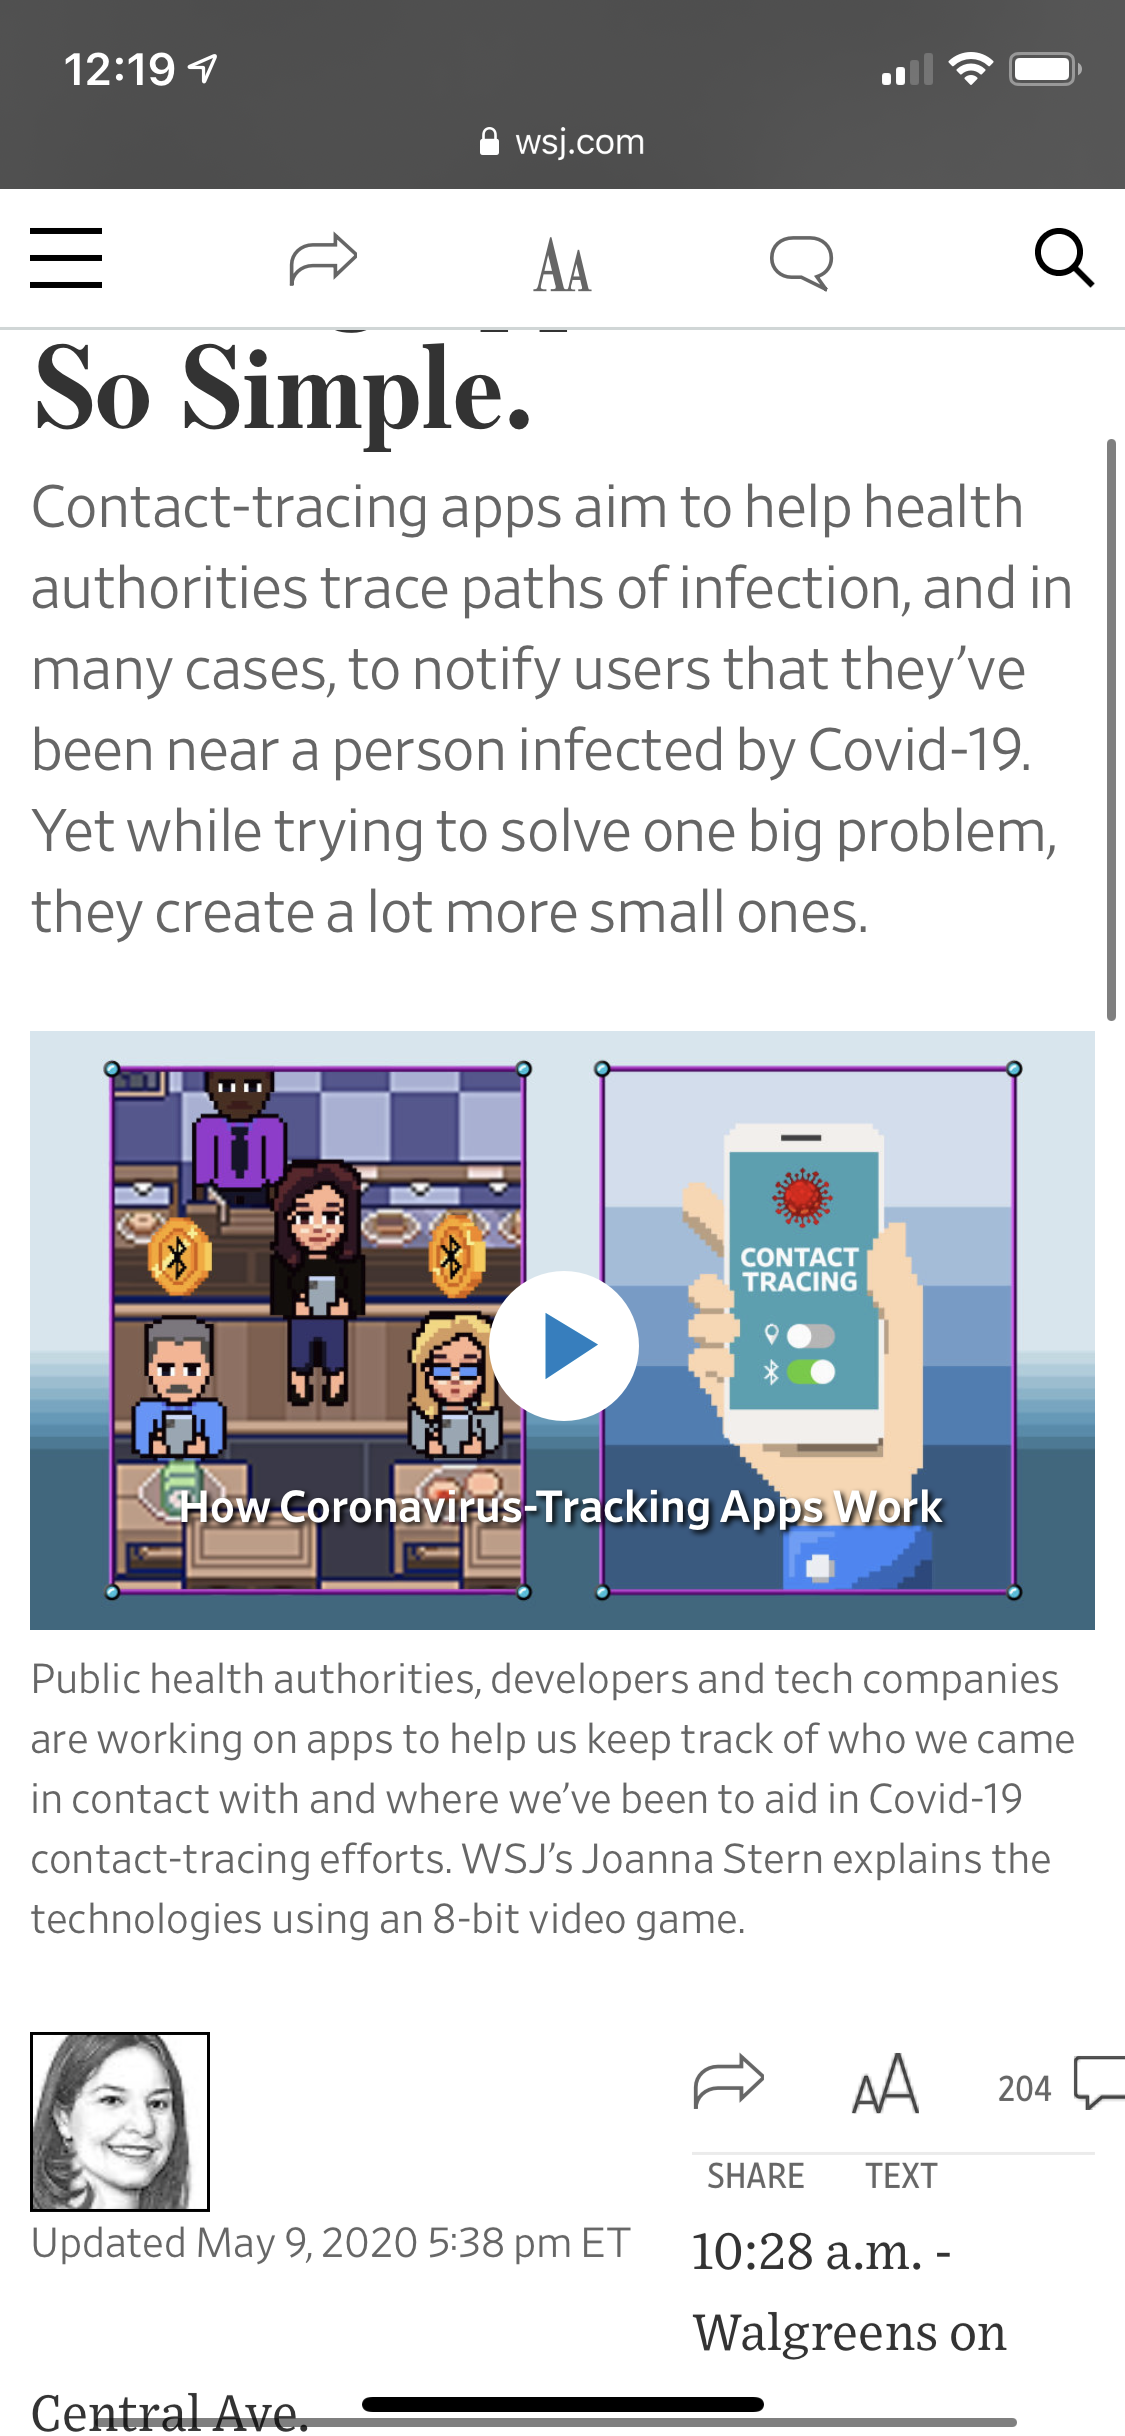 12:19
wsj.com
AA
So Simple.
Contact-tracing apps aim to help health
authorities trace paths of infection, and in
many cases, to notify users that they’ve
been near a person infected by Covid-19.
Yet while trying to solve one big problem,
they create a lot more small ones.
CONTACT
TRACING
How Coronavirus-Tracking Apps Work
Public health authorities, developers and tech companies
are working on apps to help us keep track of who we came
in contact with and where we’ve been to aid in Covid-19
contact-tracing efforts. WSJ’s Joanna Stern explains the
technologies using an 8-bit video game.
AA
204
SHARE TEXT
Updated May 9, 2020 5:38 pm ET
10:28 a.m. -
Walgreens on
Central Ave.